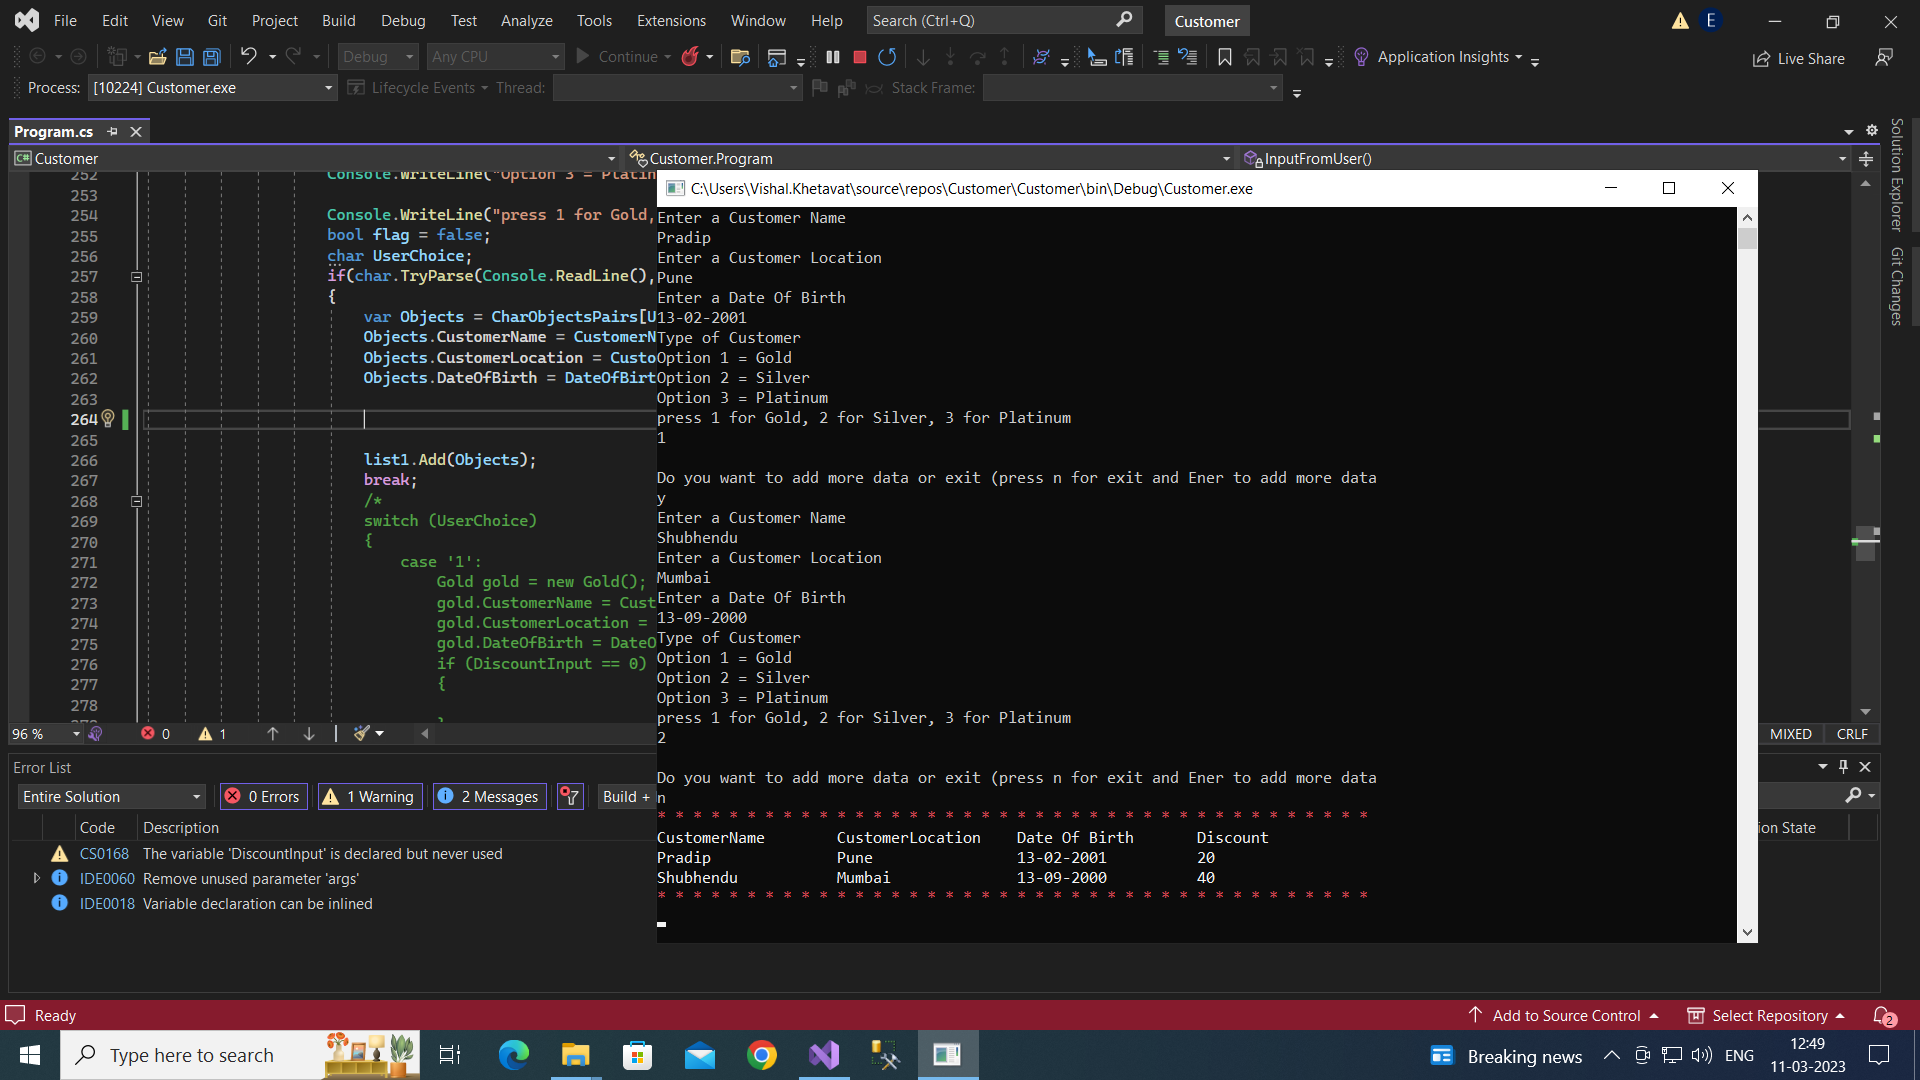 File Edit View Git Project Build Debug Test Analyze Tools Extensions Window Help Search (Ctrl+Q) Customer E
Debug Any CPU Continue Application Insights Live Share
Process: [10224] Customer.exe Lifecycle Events Thread: Stack Frame:
Program.cs
C# Customer Customer.Program InputFromUser()
Solution Explorer
Git Changes
252 Console.WriteLine("Option 3 = Platin
253
254 Console.WriteLine("press 1 for Gold,
255 bool flag = false;
256 char UserChoice;
257 if(char.TryParse(Console.ReadLine(),
258 {
259 var Objects = CharObjectsPairs[U
260 Objects.CustomerName = CustomerN
261 Objects.CustomerLocation = Custo
262 Objects.DateOfBirth = DateOfBirt
263
264
265
266 list1.Add(Objects);
267 break;
268 /*
269 switch (UserChoice)
270 {
271 case '1':
272 Gold gold = new Gold();
273 gold.CustomerName = Cust
274 gold.CustomerLocation =
275 gold.DateOfBirth = DateO
276 if (DiscountInput == 0)
277 {
278
C:\Users\Vishal.Khetavat\source\repos\Customer\Customer\bin\Debug\Customer.exe
Enter a Customer Name
Pradip
Enter a Customer Location
Pune
Enter a Date Of Birth
13-02-2001
Type of Customer
Option 1 = Gold
Option 2 = Silver
Option 3 = Platinum
press 1 for Gold, 2 for Silver, 3 for Platinum
1
Do you want to add more data or exit (press n for exit and Ener to add more data
y
Enter a Customer Name
Shubhendu
Enter a Customer Location
Mumbai
Enter a Date Of Birth
13-09-2000
Type of Customer
Option 1 = Gold
Option 2 = Silver
Option 3 = Platinum
press 1 for Gold, 2 for Silver, 3 for Platinum
2
Do you want to add more data or exit (press n for exit and Ener to add more data
n
* * * * * * * * * * * * * * * * * * * * * * * * * * * * * * * * * * * * * * * *
CustomerName CustomerLocation Date Of Birth Discount
Pradip Pune 13-02-2001 20
Shubhendu Mumbai 13-09-2000 40
* * * * * * * * * * * * * * * * * * * * * * * * * * * * * * * * * * * * * * * *
96 % 0 1 MIXED CRLF
Error List
Entire Solution 0 Errors 1 Warning 2 Messages Build +
Code Description ion State
CS0168 The variable 'DiscountInput' is declared but never used
IDE0060 Remove unused parameter 'args'
IDE0018 Variable declaration can be inlined
Ready Add to Source Control Select Repository 2
Type here to search Breaking news ENG 12:49
11-03-2023